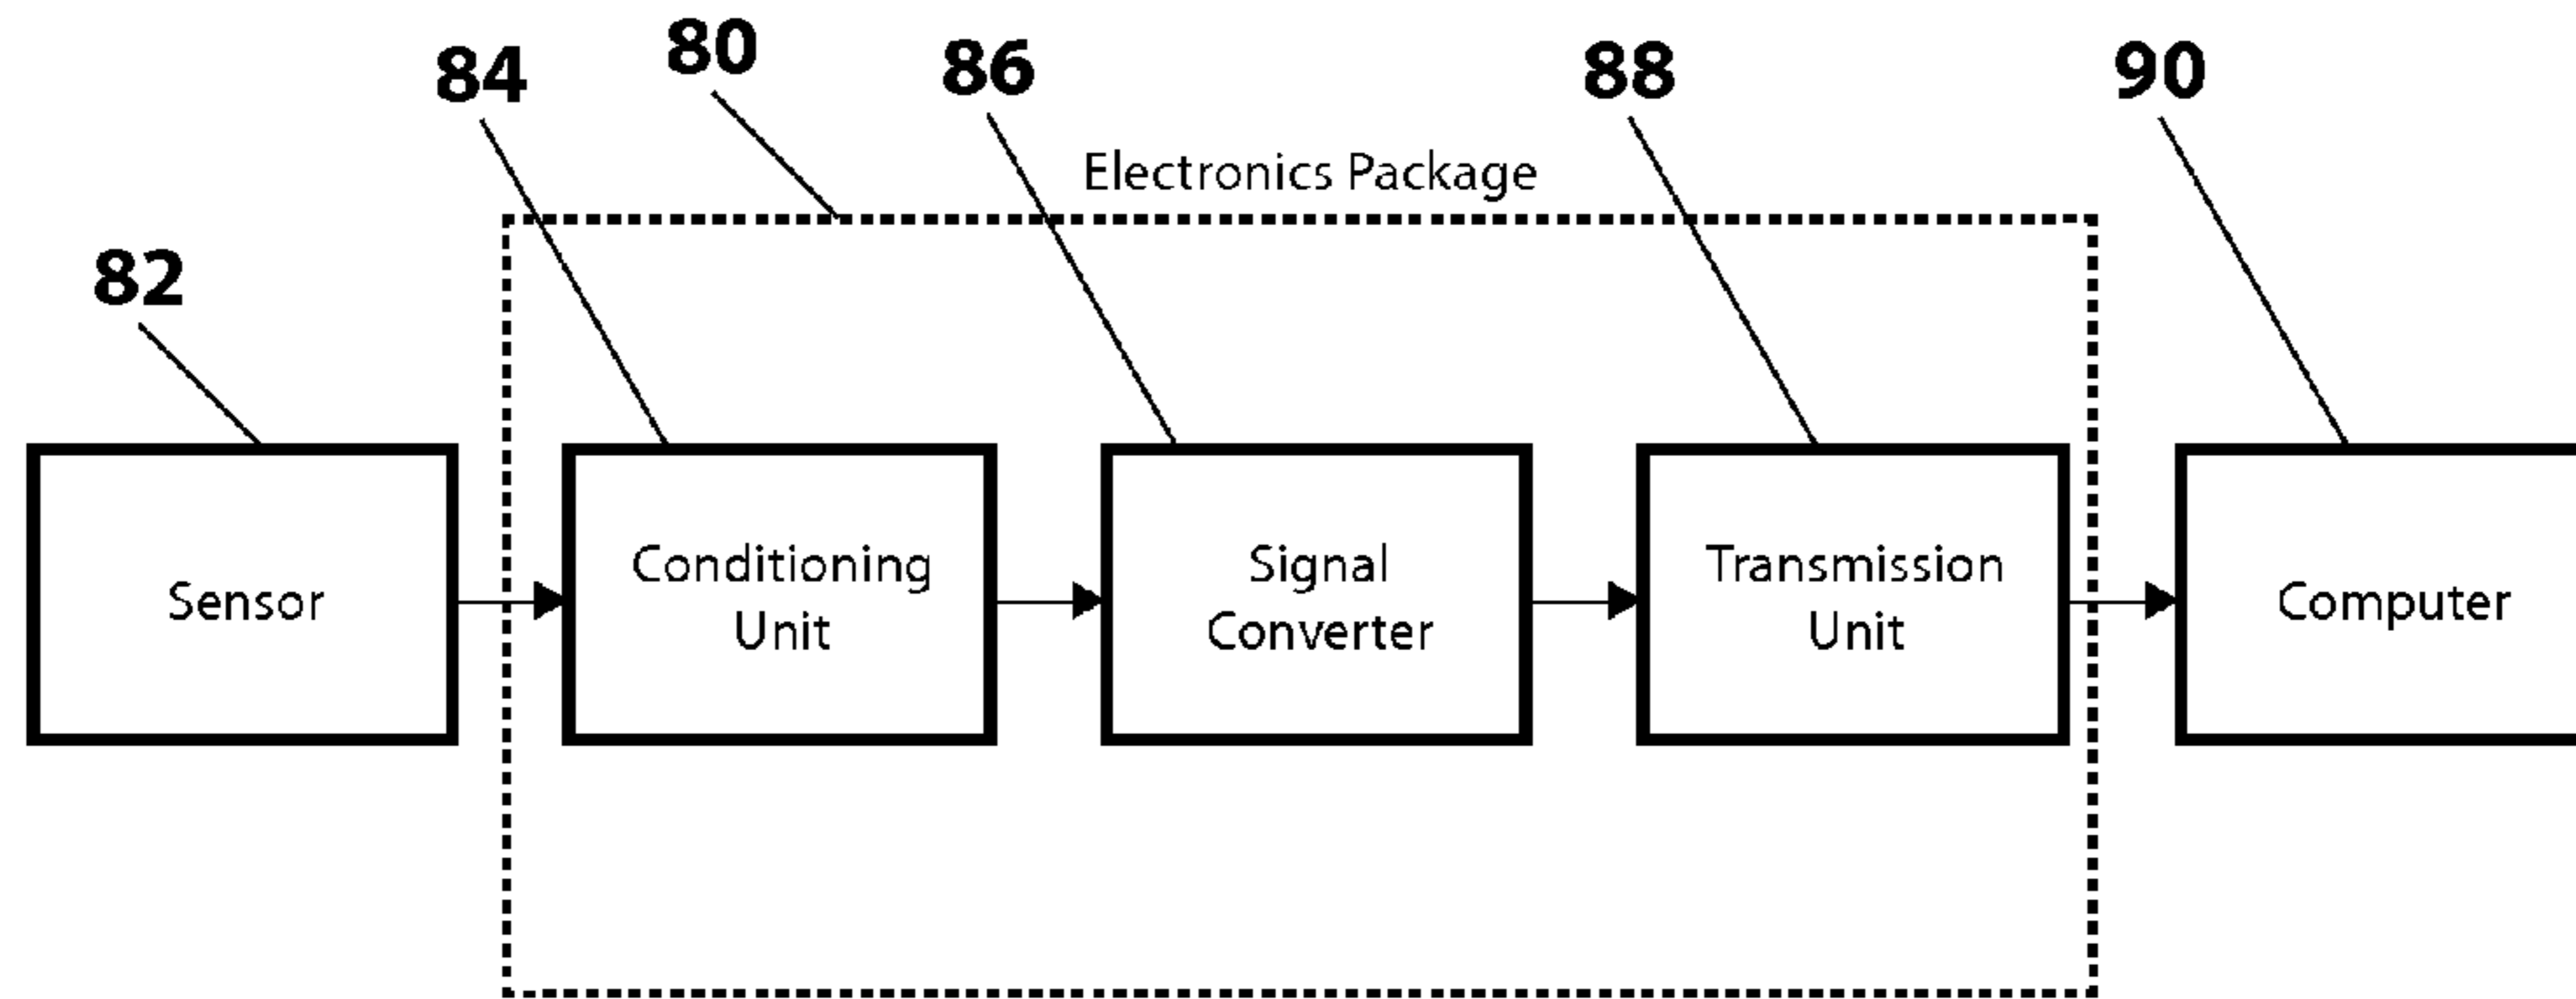 80
84
86
88
90
Electronics Package
82
Sensor
Conditioning
Unit
Signal
Converter
Transmission
Unit
Computer